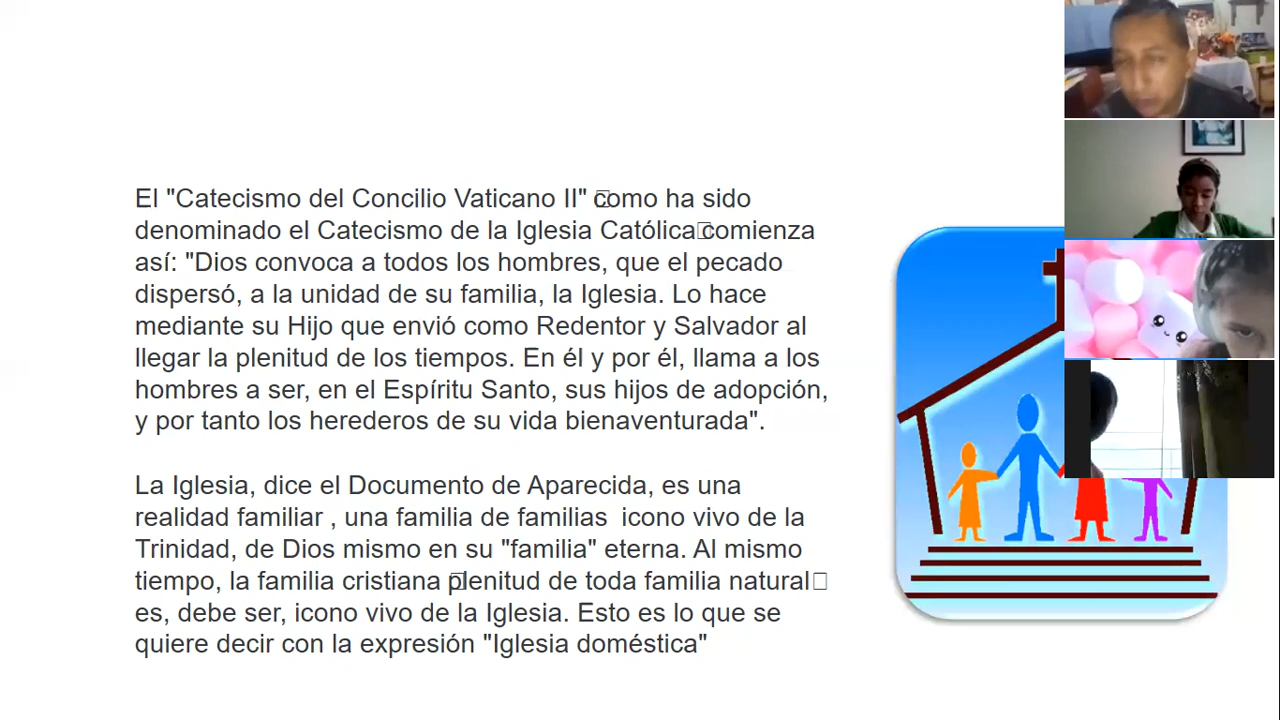 El "Catecismo del Concilio Vaticano II" como ha sido
denominado el Catecismo de la Iglesia Católica comienza
así: "Dios convoca a todos los hombres, que el pecado
dispersó, a la unidad de su familia, la Iglesia. Lo hace
mediante su Hijo que envió como Redentor y Salvador al
llegar la plenitud de los tiempos. En él y por él, llama a los
hombres a ser, en el Espíritu Santo, sus hijos de adopción,
y por tanto los herederos de su vida bienaventurada".
La Iglesia, dice el Documento de Aparecida, es una
realidad familiar , una familia de familias icono vivo de la
Trinidad, de Dios mismo en su "familia" eterna. Al mismo
tiempo, la familia cristiana plenitud de toda familia natural
es, debe ser, icono vivo de la Iglesia. Esto es lo que se
quiere decir con la expresión "Iglesia doméstica"